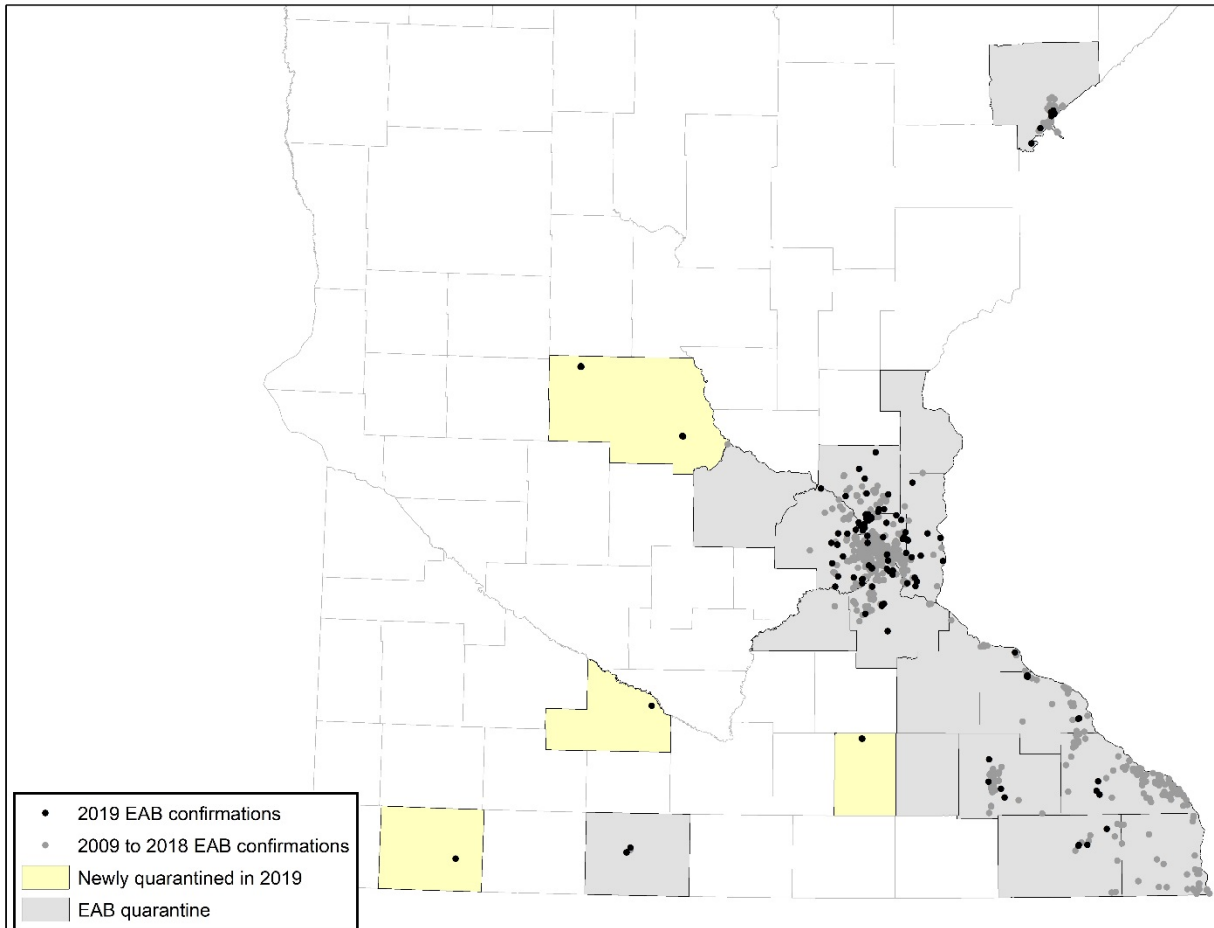 2019 EAB confirmations
2009 to 2018 EAB confirmations
Newly quarantined in 2019
EAB quarantine